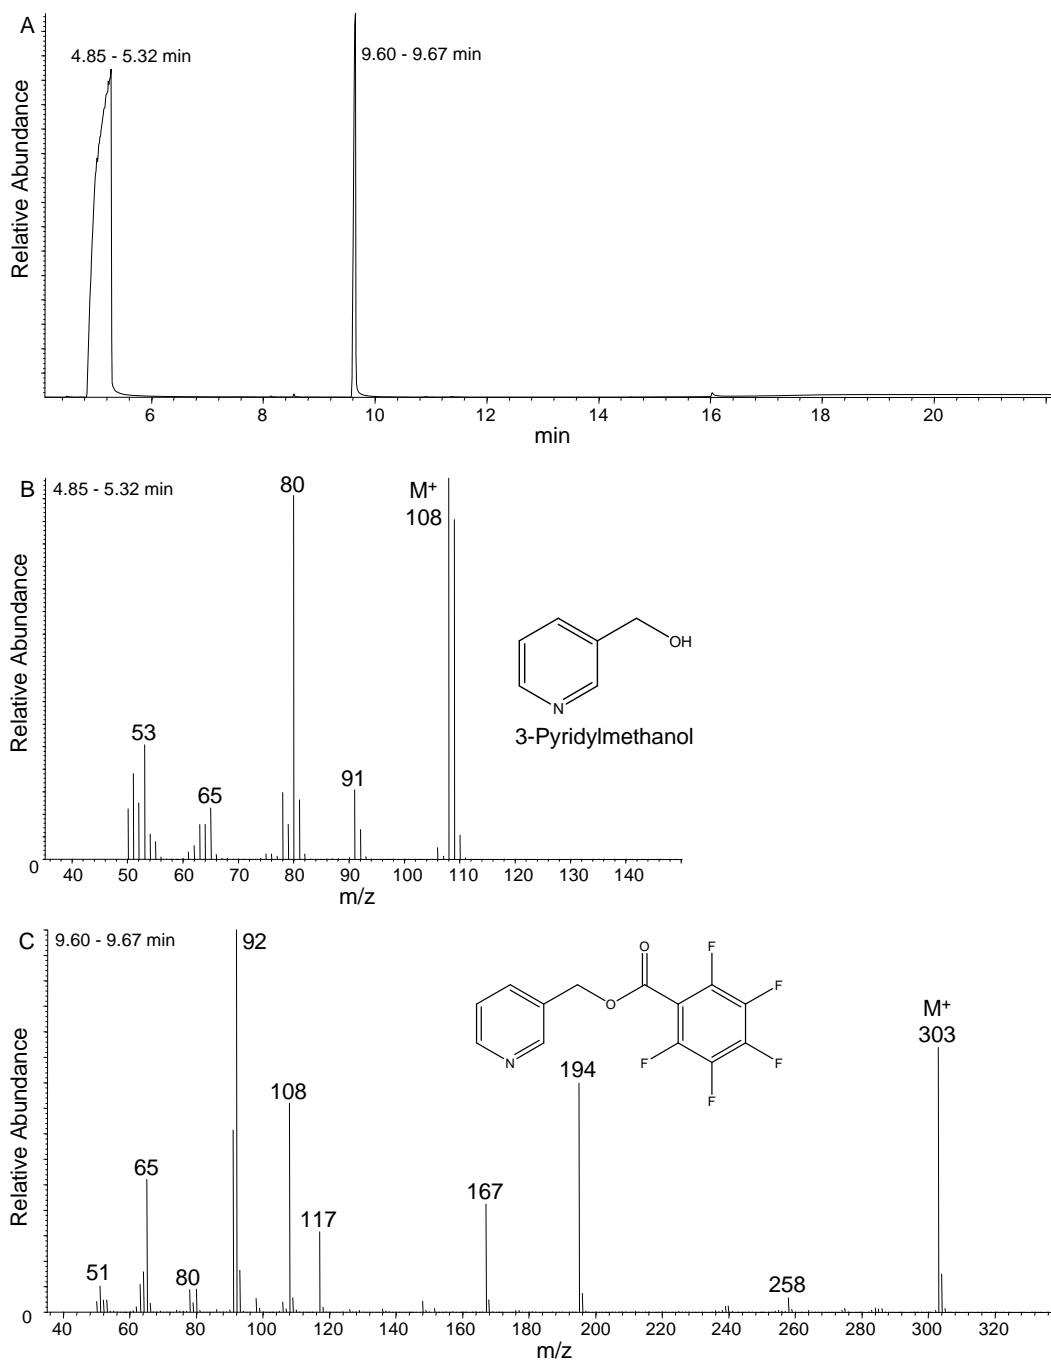 A
4.85 - 5.32 min
9.60 - 9.67 min
Relative Abundance
6 8 10 12 14 16 18 20
min
B 4.85 - 5.32 min
80
M+
108
53
65
91
OH
N
3-Pyridylmethanol
Relative Abundance
0
40 50 60 70 80 90 100 110 120 130 140
m/z
C 9.60 - 9.67 min
92
O
F
F
O
N
F
F
F
M+
303
194
108
65
167
117
51
80
258
Relative Abundance
40 60 80 100 120 140 160 180 200 220 240 260 280 300 320
m/z